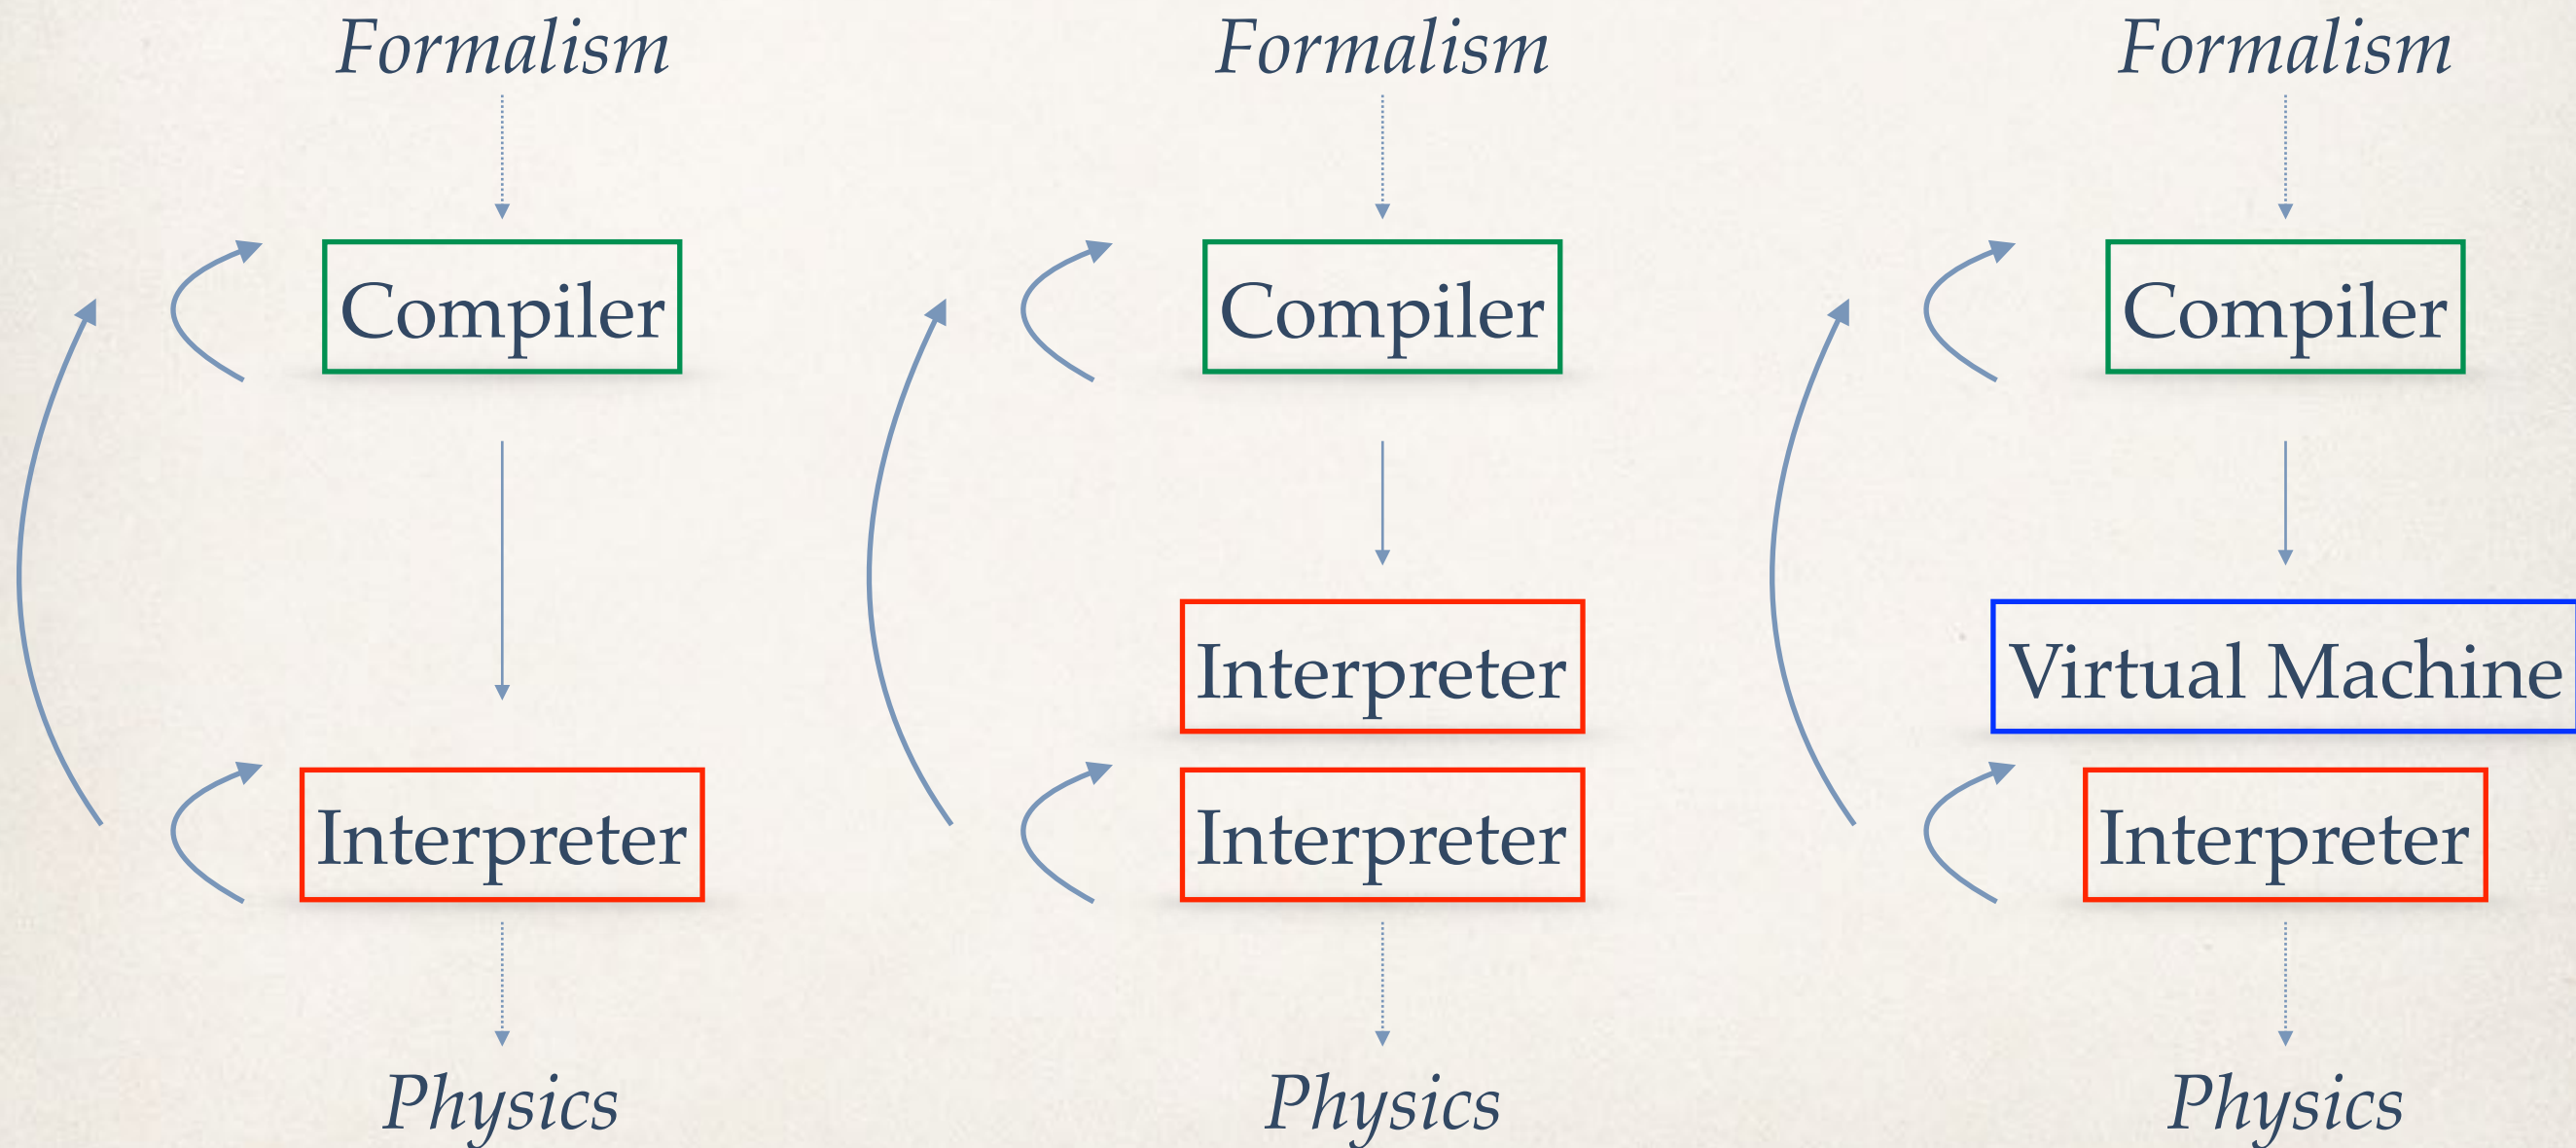 Formalism
Compiler
Interpreter
Physics
Formalism
Compiler
Interpreter
Interpreter
Physics
Formalism
Compiler
Virtual Machine
Interpreter
Physics